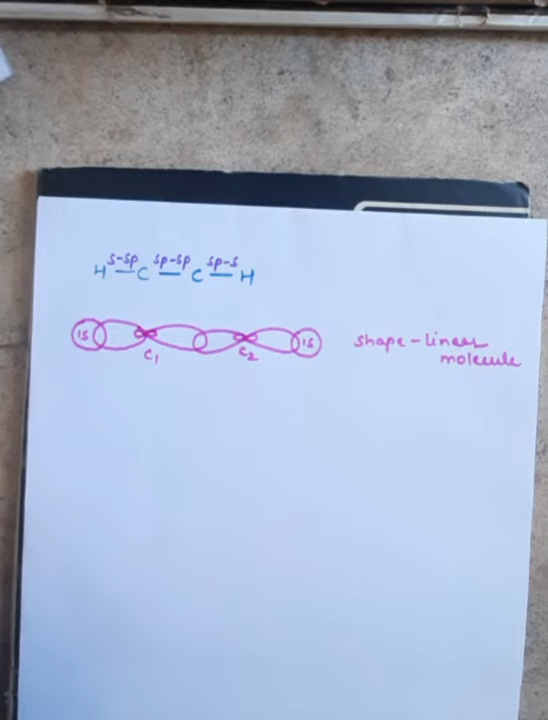 s-sp sp-sp sp-s
H—C—C—H
1s 1s
C₁ C₂
shape-linear
molecule